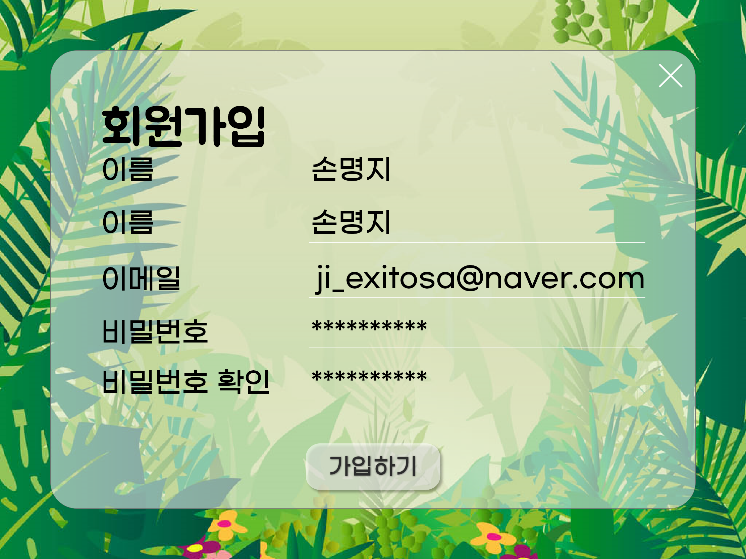 회원가입
이름 손명지
이름 손명지
이메일 ji_exitosa@naver.com
비밀번호 **********
비밀번호 확인 **********
가입하기